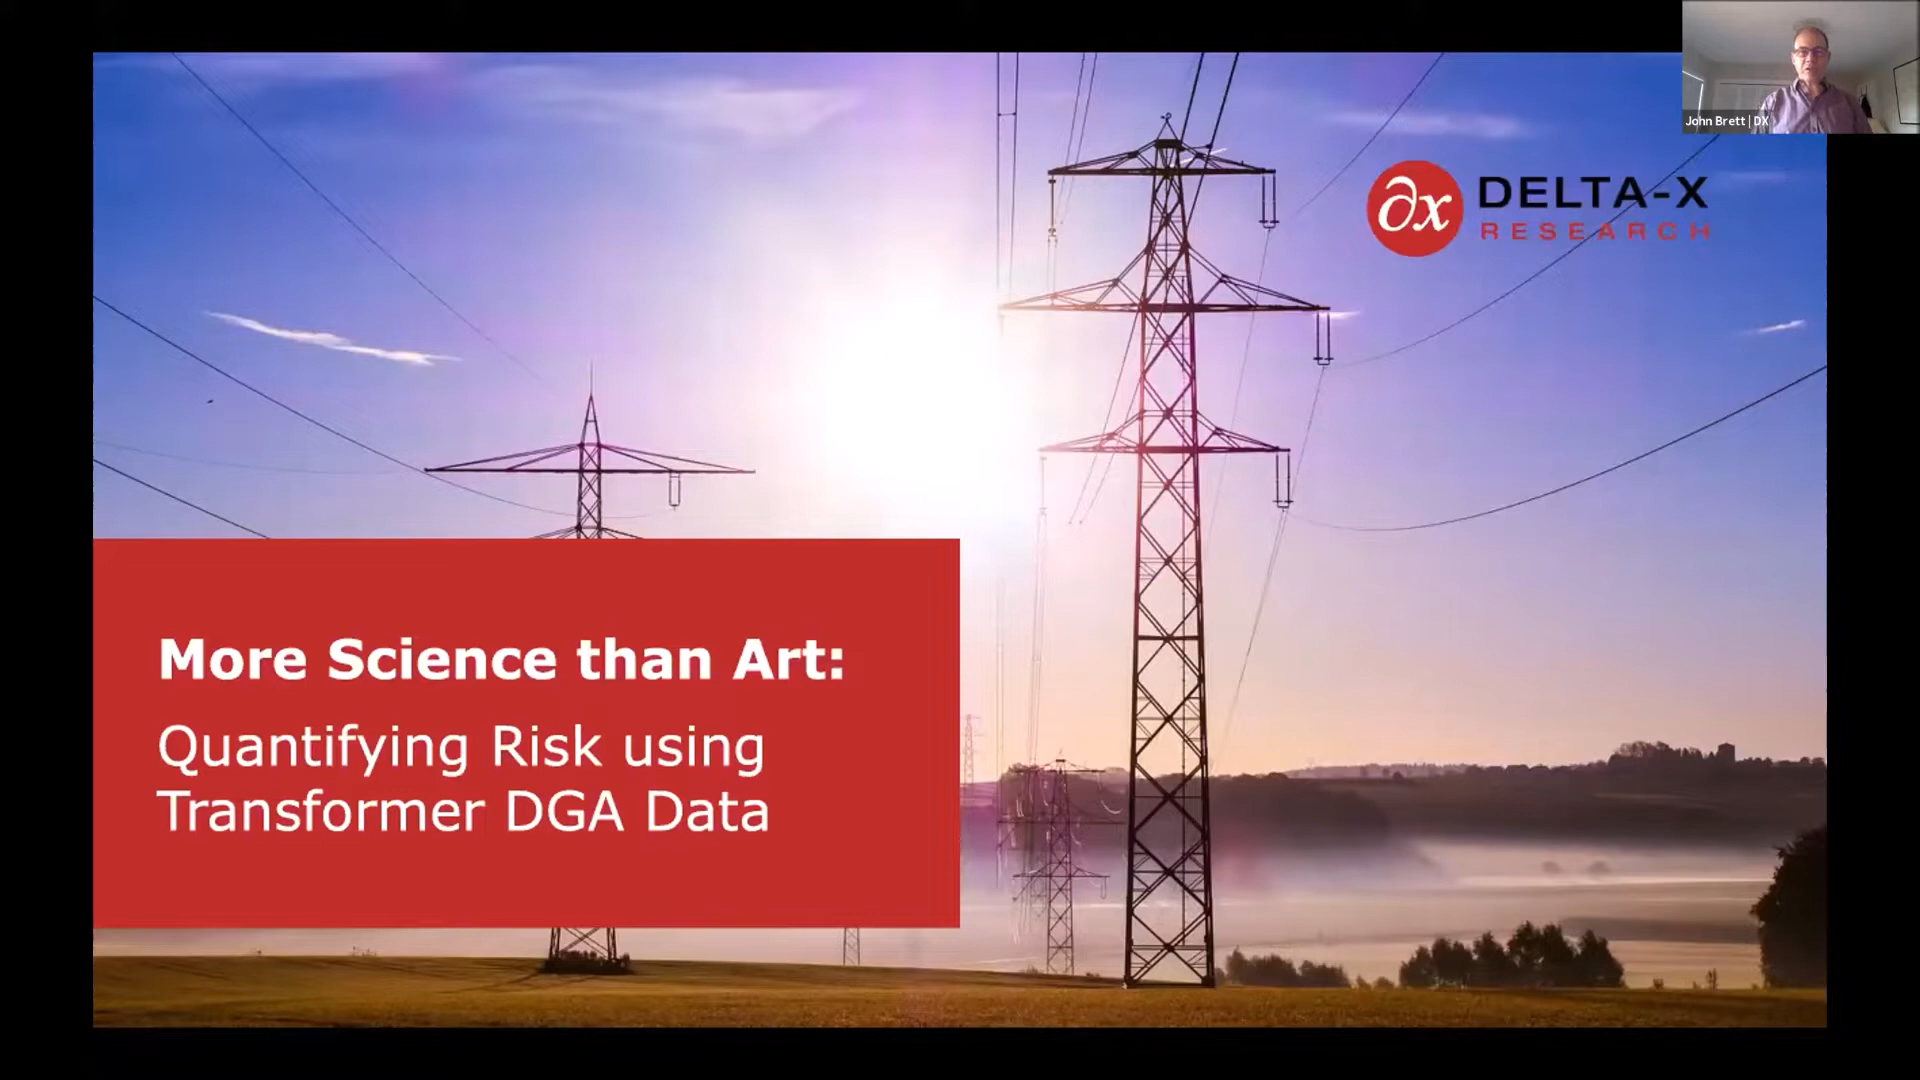 John Brett | DX
∂x DELTA-X
RESEARCH
More Science than Art:
Quantifying Risk using
Transformer DGA Data